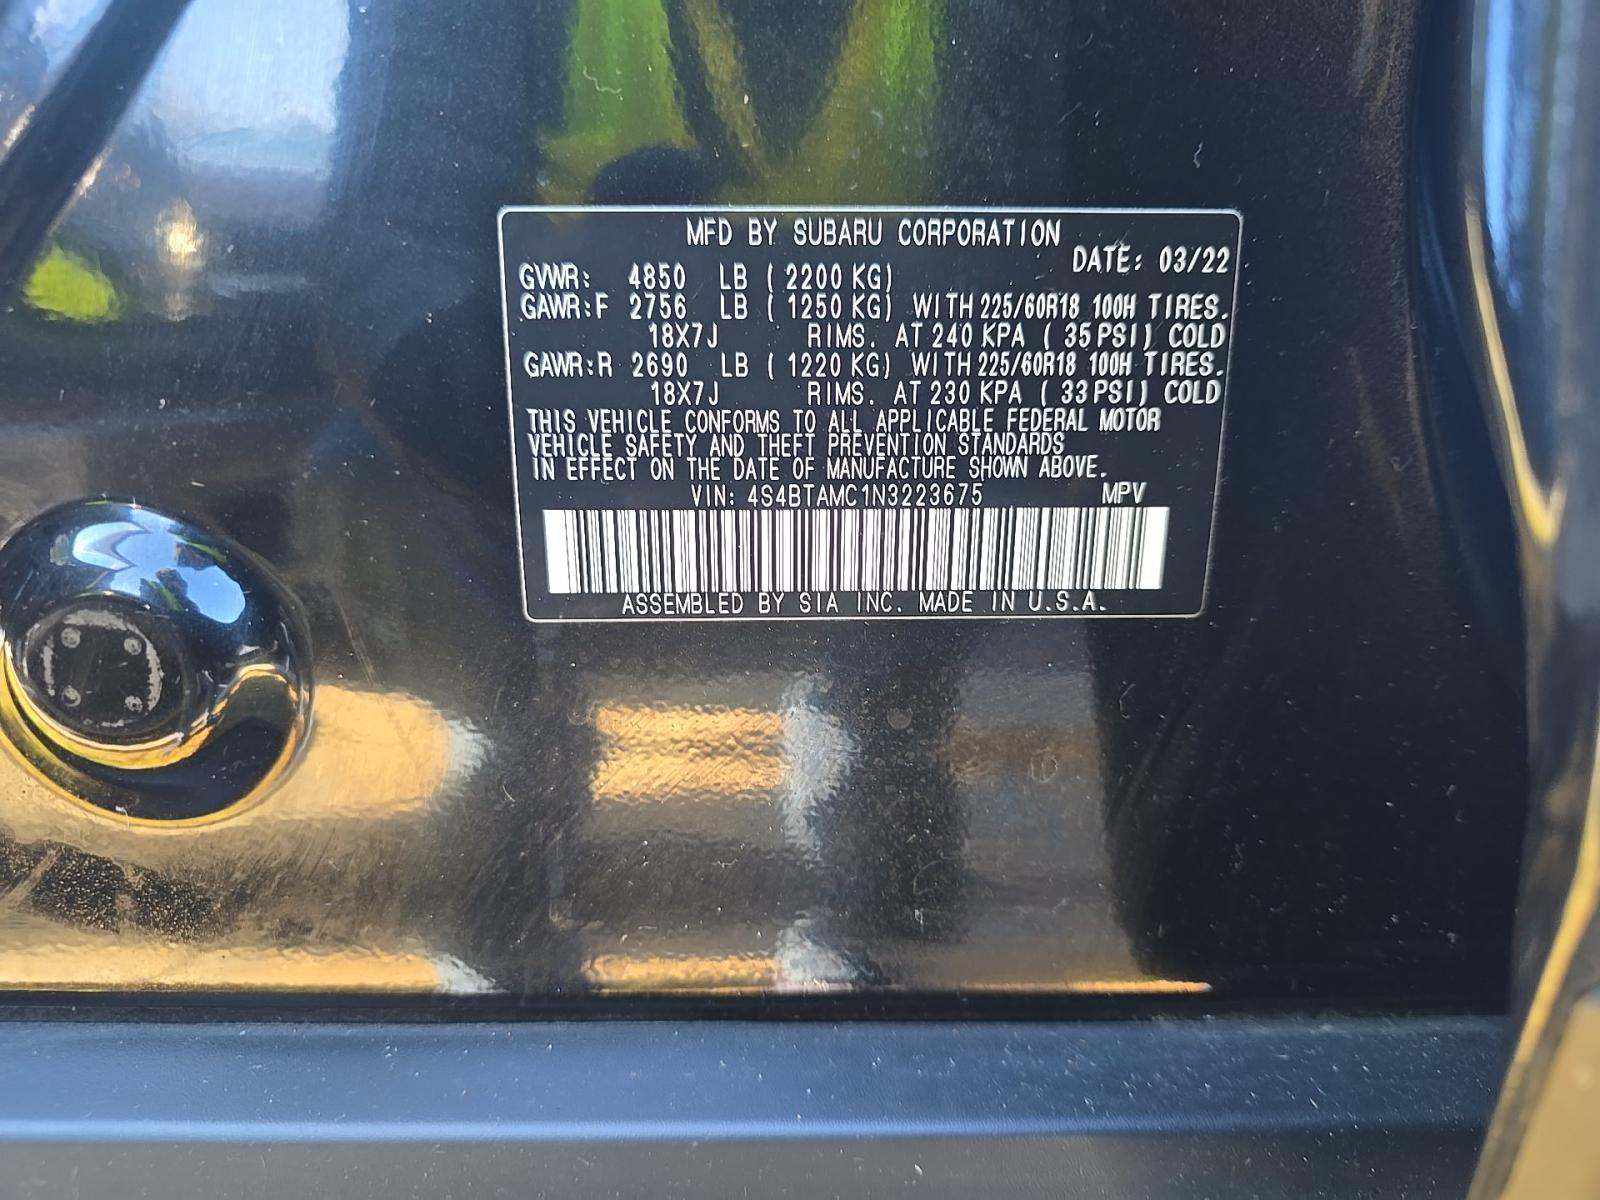 MFD BY SUBARU CORPORATION
DATE: 03/22
GVWR: 4850 LB ( 2200 KG)
GAWR:F 2756 LB ( 1250 KG) WITH 225/60R18 100H TIRES.
18X7J RIMS. AT 240 KPA ( 35 PSI) COLD
GAWR:R 2690 LB ( 1220 KG) WITH 225/60R18 100H TIRES.
18X7J RIMS. AT 230 KPA ( 33 PSI) COLD
THIS VEHICLE CONFORMS TO ALL APPLICABLE FEDERAL MOTOR
VEHICLE SAFETY AND THEFT PREVENTION STANDARDS
IN EFFECT ON THE DATE OF MANUFACTURE SHOWN ABOVE.
VIN: 4S4BTAMC1N3223675 MPV
ASSEMBLED BY SIA INC. MADE IN U.S.A.